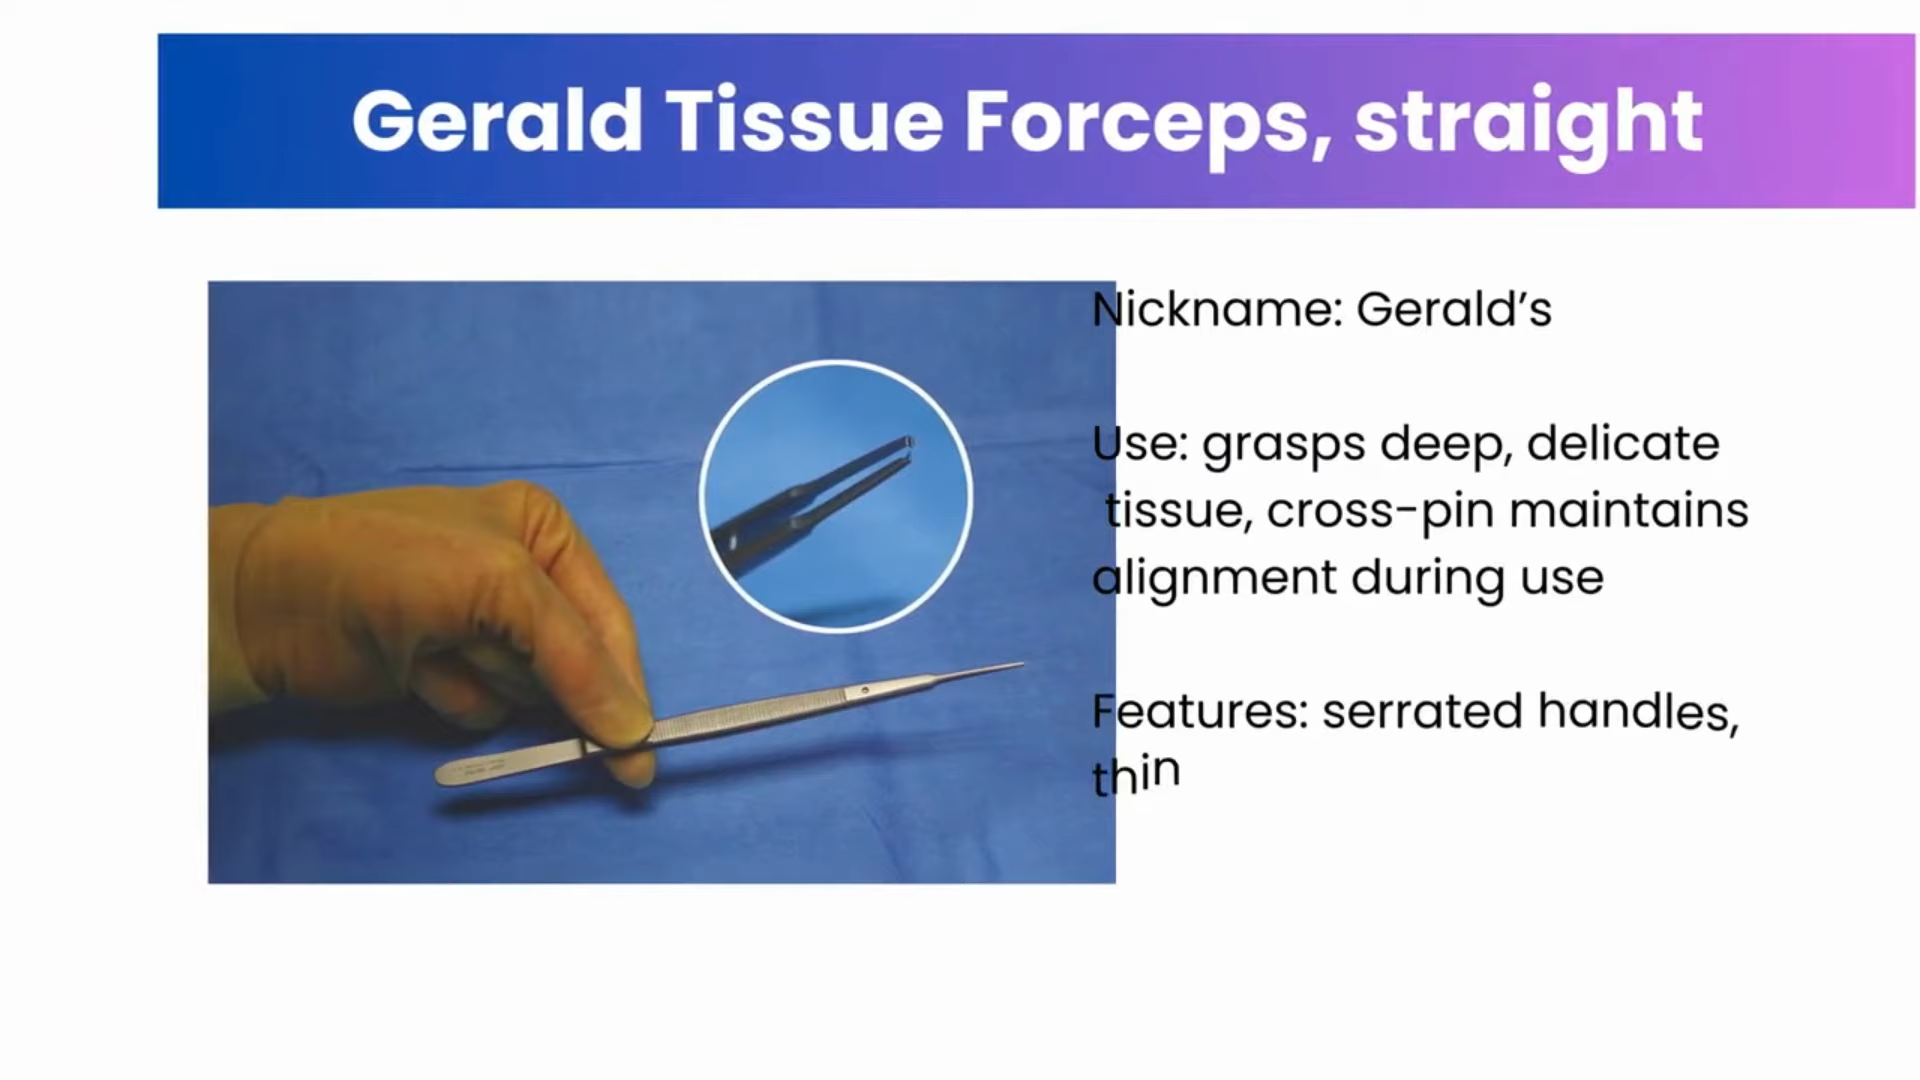 Gerald Tissue Forceps, straight
Nickname: Gerald’s
Use: grasps deep, delicate
tissue, cross-pin maintains
alignment during use
Features: serrated handles,
thin